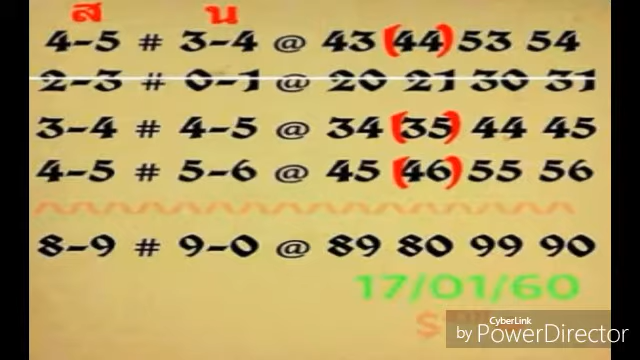 ส น
4-5 # 3-4 @ 43 (44) 53 54
2-3 # 0-1 @ 20 21 30 31
3-4 # 4-5 @ 34 (35) 44 45
4-5 # 5-6 @ 45 (46) 55 56
8-9 # 9-0 @ 89 80 99 90
17/01/60
CyberLink
by PowerDirector